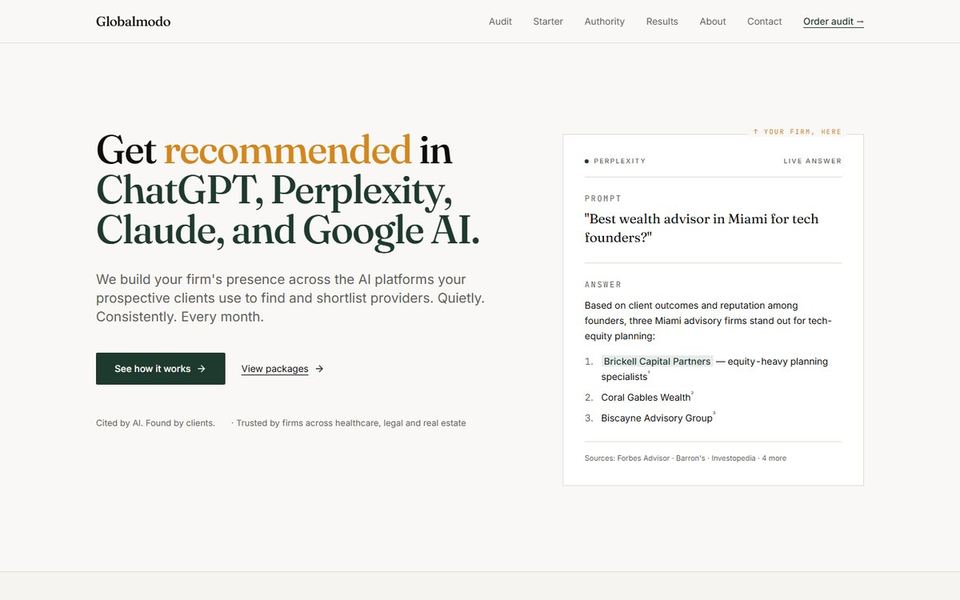 Globalmodo
Audit Starter Authority Results About Contact Order audit →
Get recommended in
ChatGPT, Perplexity,
Claude, and Google AI.
We build your firm's presence across the AI platforms your
prospective clients use to find and shortlist providers. Quietly.
Consistently. Every month.
See how it works →
View packages →
Cited by AI. Found by clients. · Trusted by firms across healthcare, legal and real estate
↑ YOUR FIRM, HERE
PERPLEXITY LIVE ANSWER
PROMPT
"Best wealth advisor in Miami for tech
founders?"
ANSWER
Based on client outcomes and reputation among
founders, three Miami advisory firms stand out for tech-
equity planning:
1. Brickell Capital Partners — equity-heavy planning
specialists¹
2. Coral Gables Wealth²
3. Biscayne Advisory Group³
Sources: Forbes Advisor · Barron's · Investopedia · 4 more